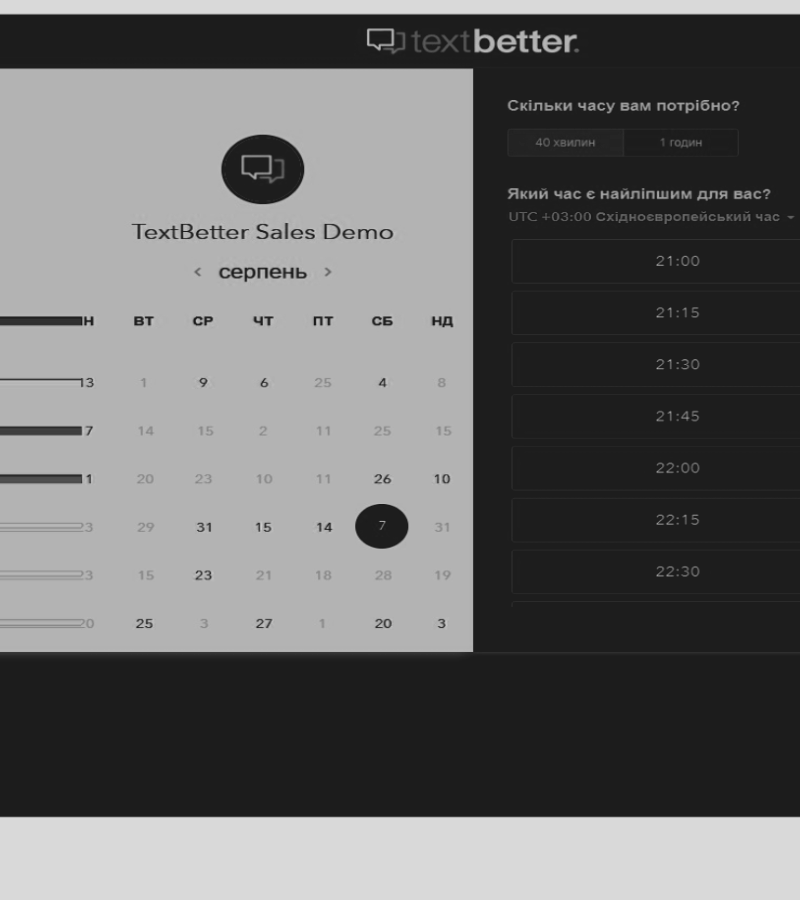 textbetter.
TextBetter Sales Demo
< серпень >
Н ВТ СР ЧТ ПТ СБ НД
13 1 9 6 25 4 8
7 14 15 2 11 25 15
1 20 23 10 11 26 10
3 29 31 15 14 7 31
3 15 23 21 18 28 19
20 25 3 27 1 20 3
Скільки часу вам потрібно?
40 хвилин 1 годин
Який час є найліпшим для вас?
UTC +03:00 Східноєвропейський час
21:00
21:15
21:30
21:45
22:00
22:15
22:30